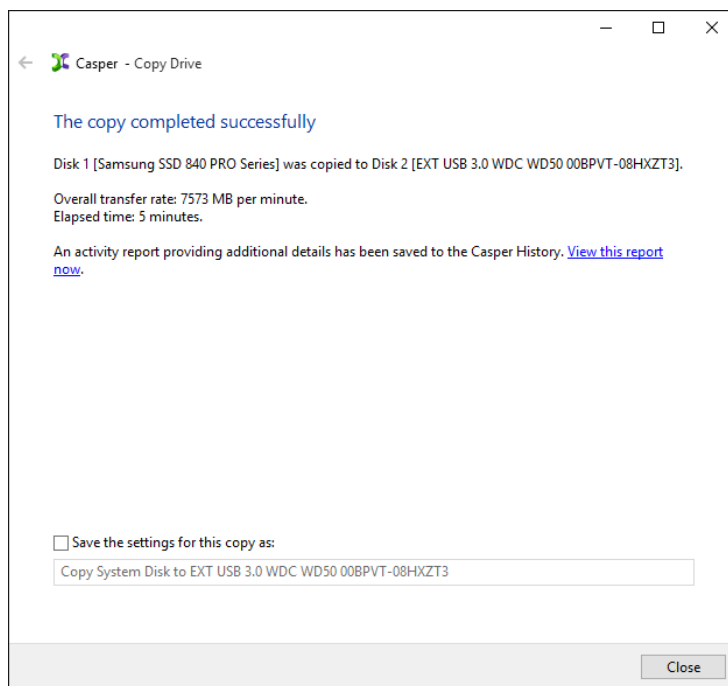 Casper - Copy Drive
The copy completed successfully
Disk 1 [Samsung SSD 840 PRO Series] was copied to Disk 2 [EXT USB 3.0 WDC WD50 00BPVT-08HXZT3].
Overall transfer rate: 7573 MB per minute.
Elapsed time: 5 minutes.
An activity report providing additional details has been saved to the Casper History. View this report
now.
Save the settings for this copy as:
Copy System Disk to EXT USB 3.0 WDC WD50 00BPVT-08HXZT3
Close